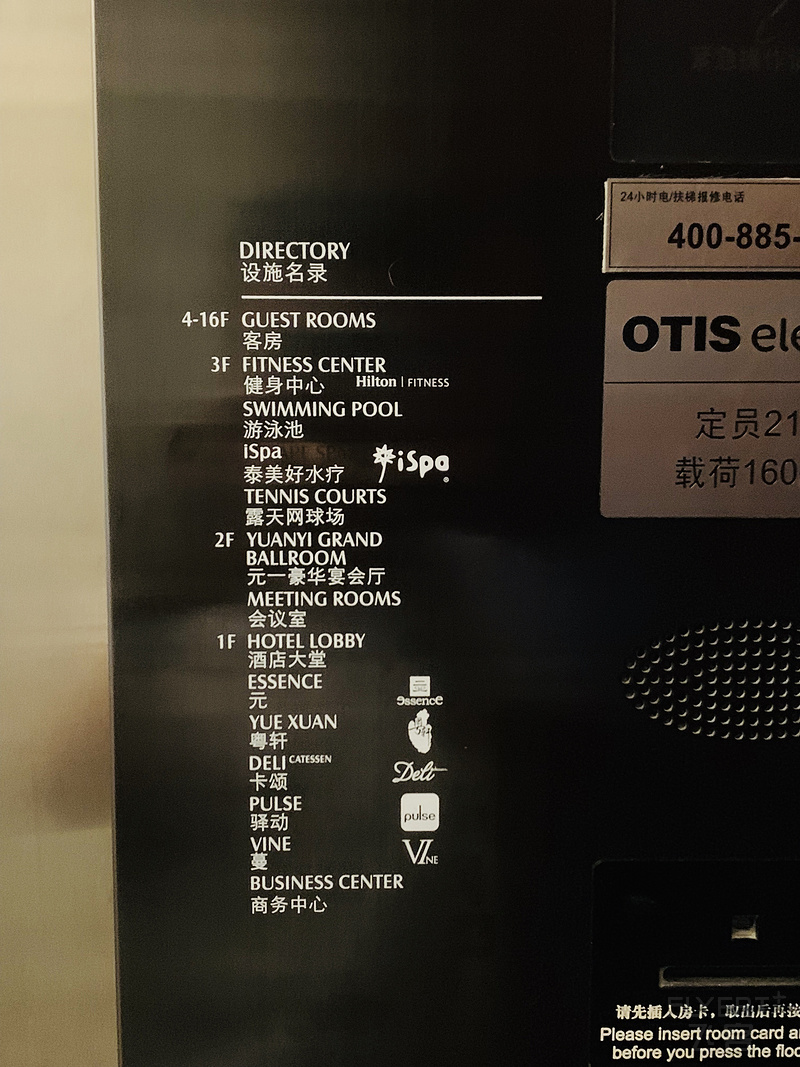 DIRECTORY
设施名录
4-16F GUEST ROOMS
客房
3F FITNESS CENTER
健身中心 Hilton | FITNESS
SWIMMING POOL
游泳池
iSpa
泰美好水疗 iSpa
TENNIS COURTS
露天网球场
2F YUANYI GRAND
BALLROOM
元一豪华宴会厅
MEETING ROOMS
会议室
1F HOTEL LOBBY
酒店大堂
ESSENCE
元 essence
YUE XUAN
粤轩
DELI CATESSEN
卡颂 Deli
PULSE
驿动 pulse
VINE
蔓 VINE
BUSINESS CENTER
商务中心
24小时电/扶梯报修电话
400-885-
OTIS ele
定员21
载荷160
请先插入房卡，取出后再按
Please insert room card a
before you press the floo